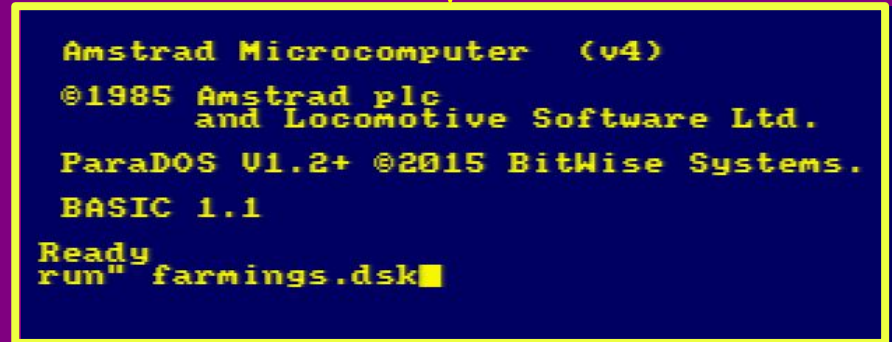 Amstrad Microcomputer (v4)
©1985 Amstrad plc
and Locomotive Software Ltd.
ParaDOS V1.2+ ©2015 BitWise Systems.
BASIC 1.1
Ready
run" farmings.dsk